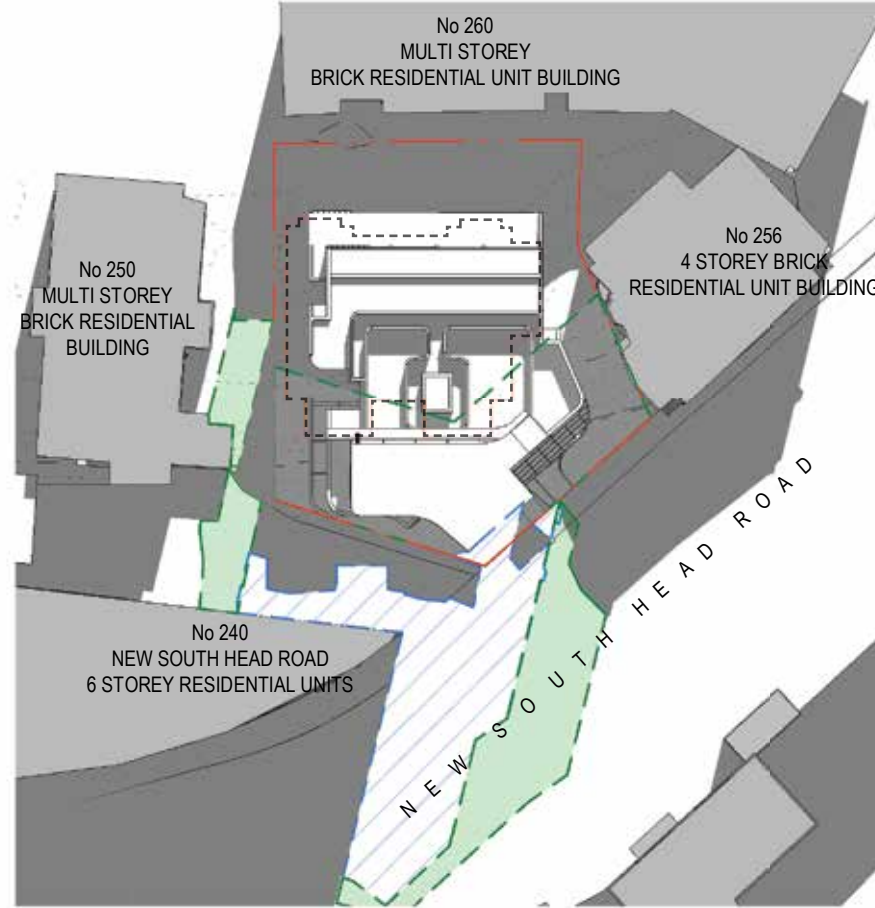 No 260
MULTI STOREY
BRICK RESIDENTIAL UNIT BUILDING
No 256
4 STOREY BRICK
RESIDENTIAL UNIT BUILDING
No 250
MULTI STOREY
BRICK RESIDENTIAL
BUILDING
No 240
NEW SOUTH HEAD ROAD
6 STOREY RESIDENTIAL UNITS
NEW SOUTH HEAD ROAD